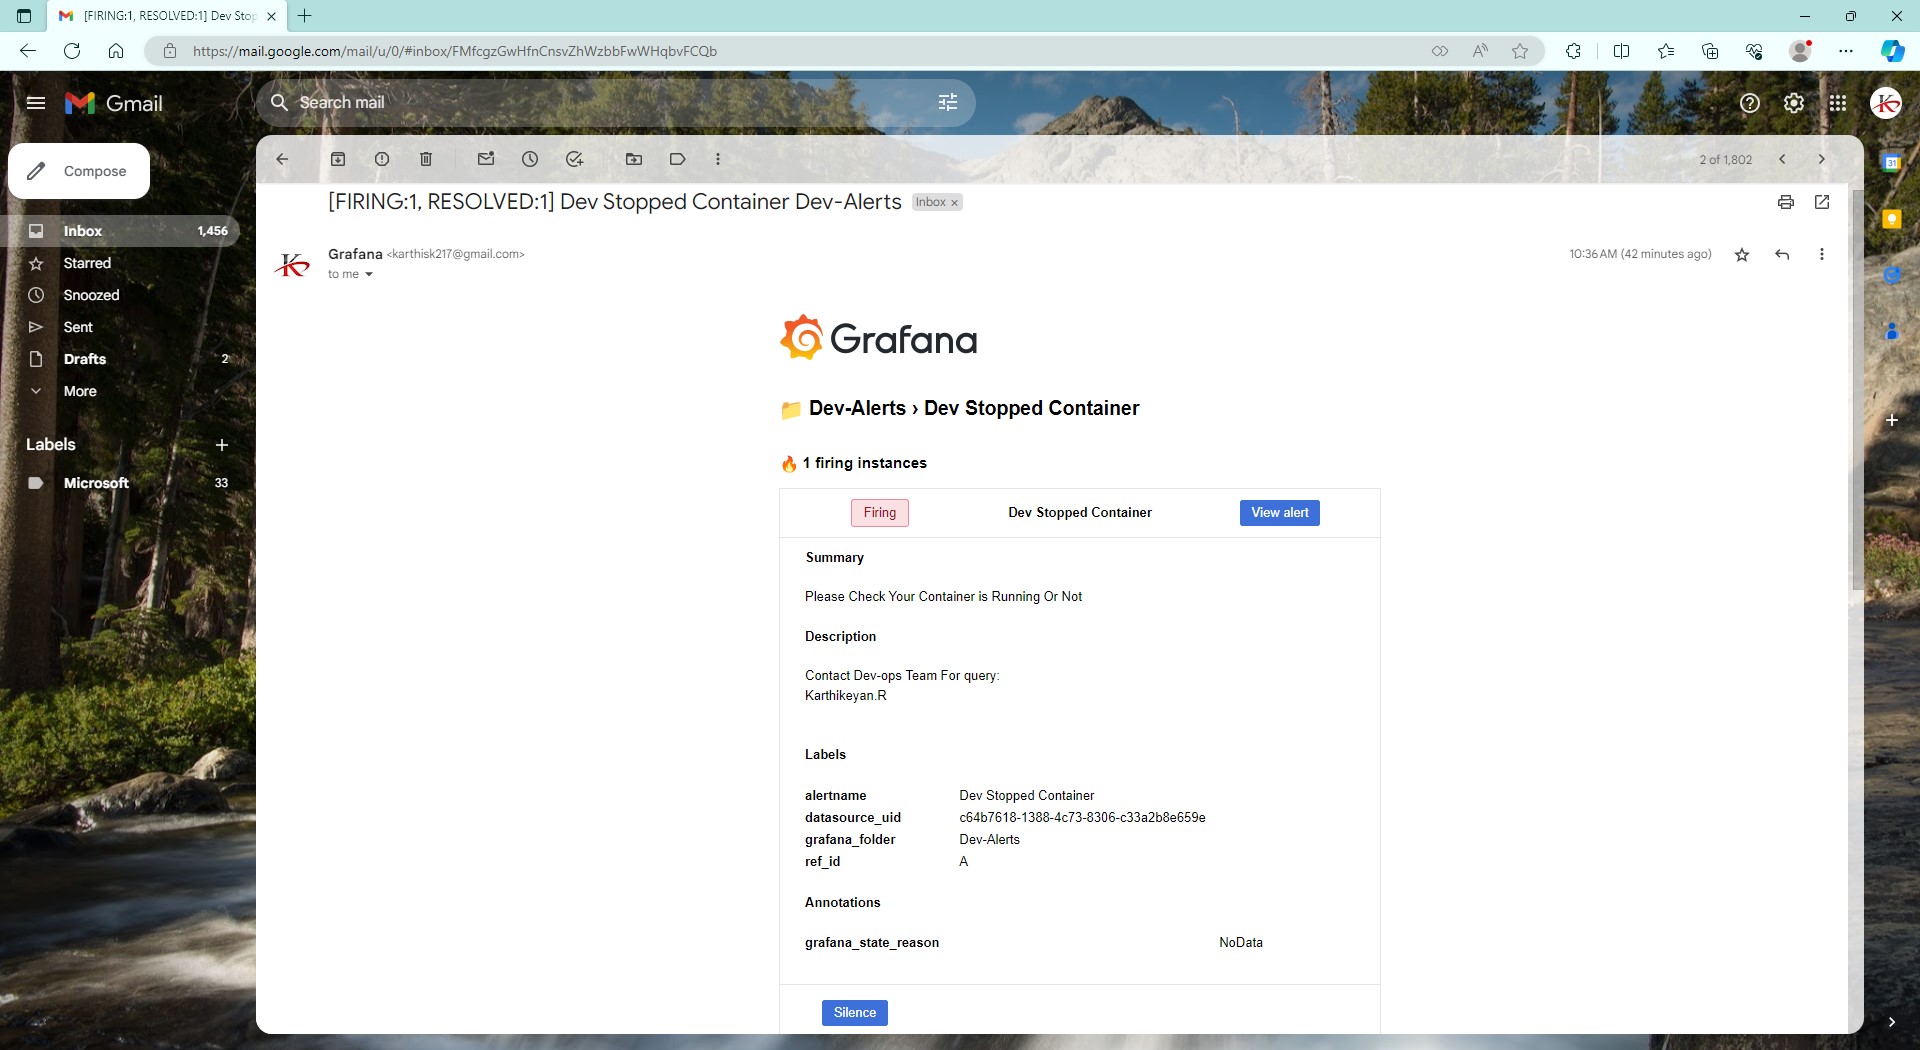 [FIRING:1, RESOLVED:1] Dev Stop
https://mail.google.com/mail/u/0/#inbox/FMfcgzGwHfnCnsvZhWzbbFwWHqbvFCQb
Gmail
Search mail
Compose
2 of 1,802
31
[FIRING:1, RESOLVED:1] Dev Stopped Container Dev-Alerts Inbox ×
Inbox 1,456
Starred
Snoozed
Sent
Drafts 2
More
Labels
Microsoft 33
Grafana <karthisk217@gmail.com>
10:36 AM (42 minutes ago)
to me
Grafana
Dev-Alerts › Dev Stopped Container
1 firing instances
Firing Dev Stopped Container View alert
Summary
Please Check Your Container is Running Or Not
Description
Contact Dev-ops Team For query:
Karthikeyan.R
Labels
alertname Dev Stopped Container
datasource_uid c64b7618-1388-4c73-8306-c33a2b8e659e
grafana_folder Dev-Alerts
ref_id A
Annotations
grafana_state_reason NoData
Silence